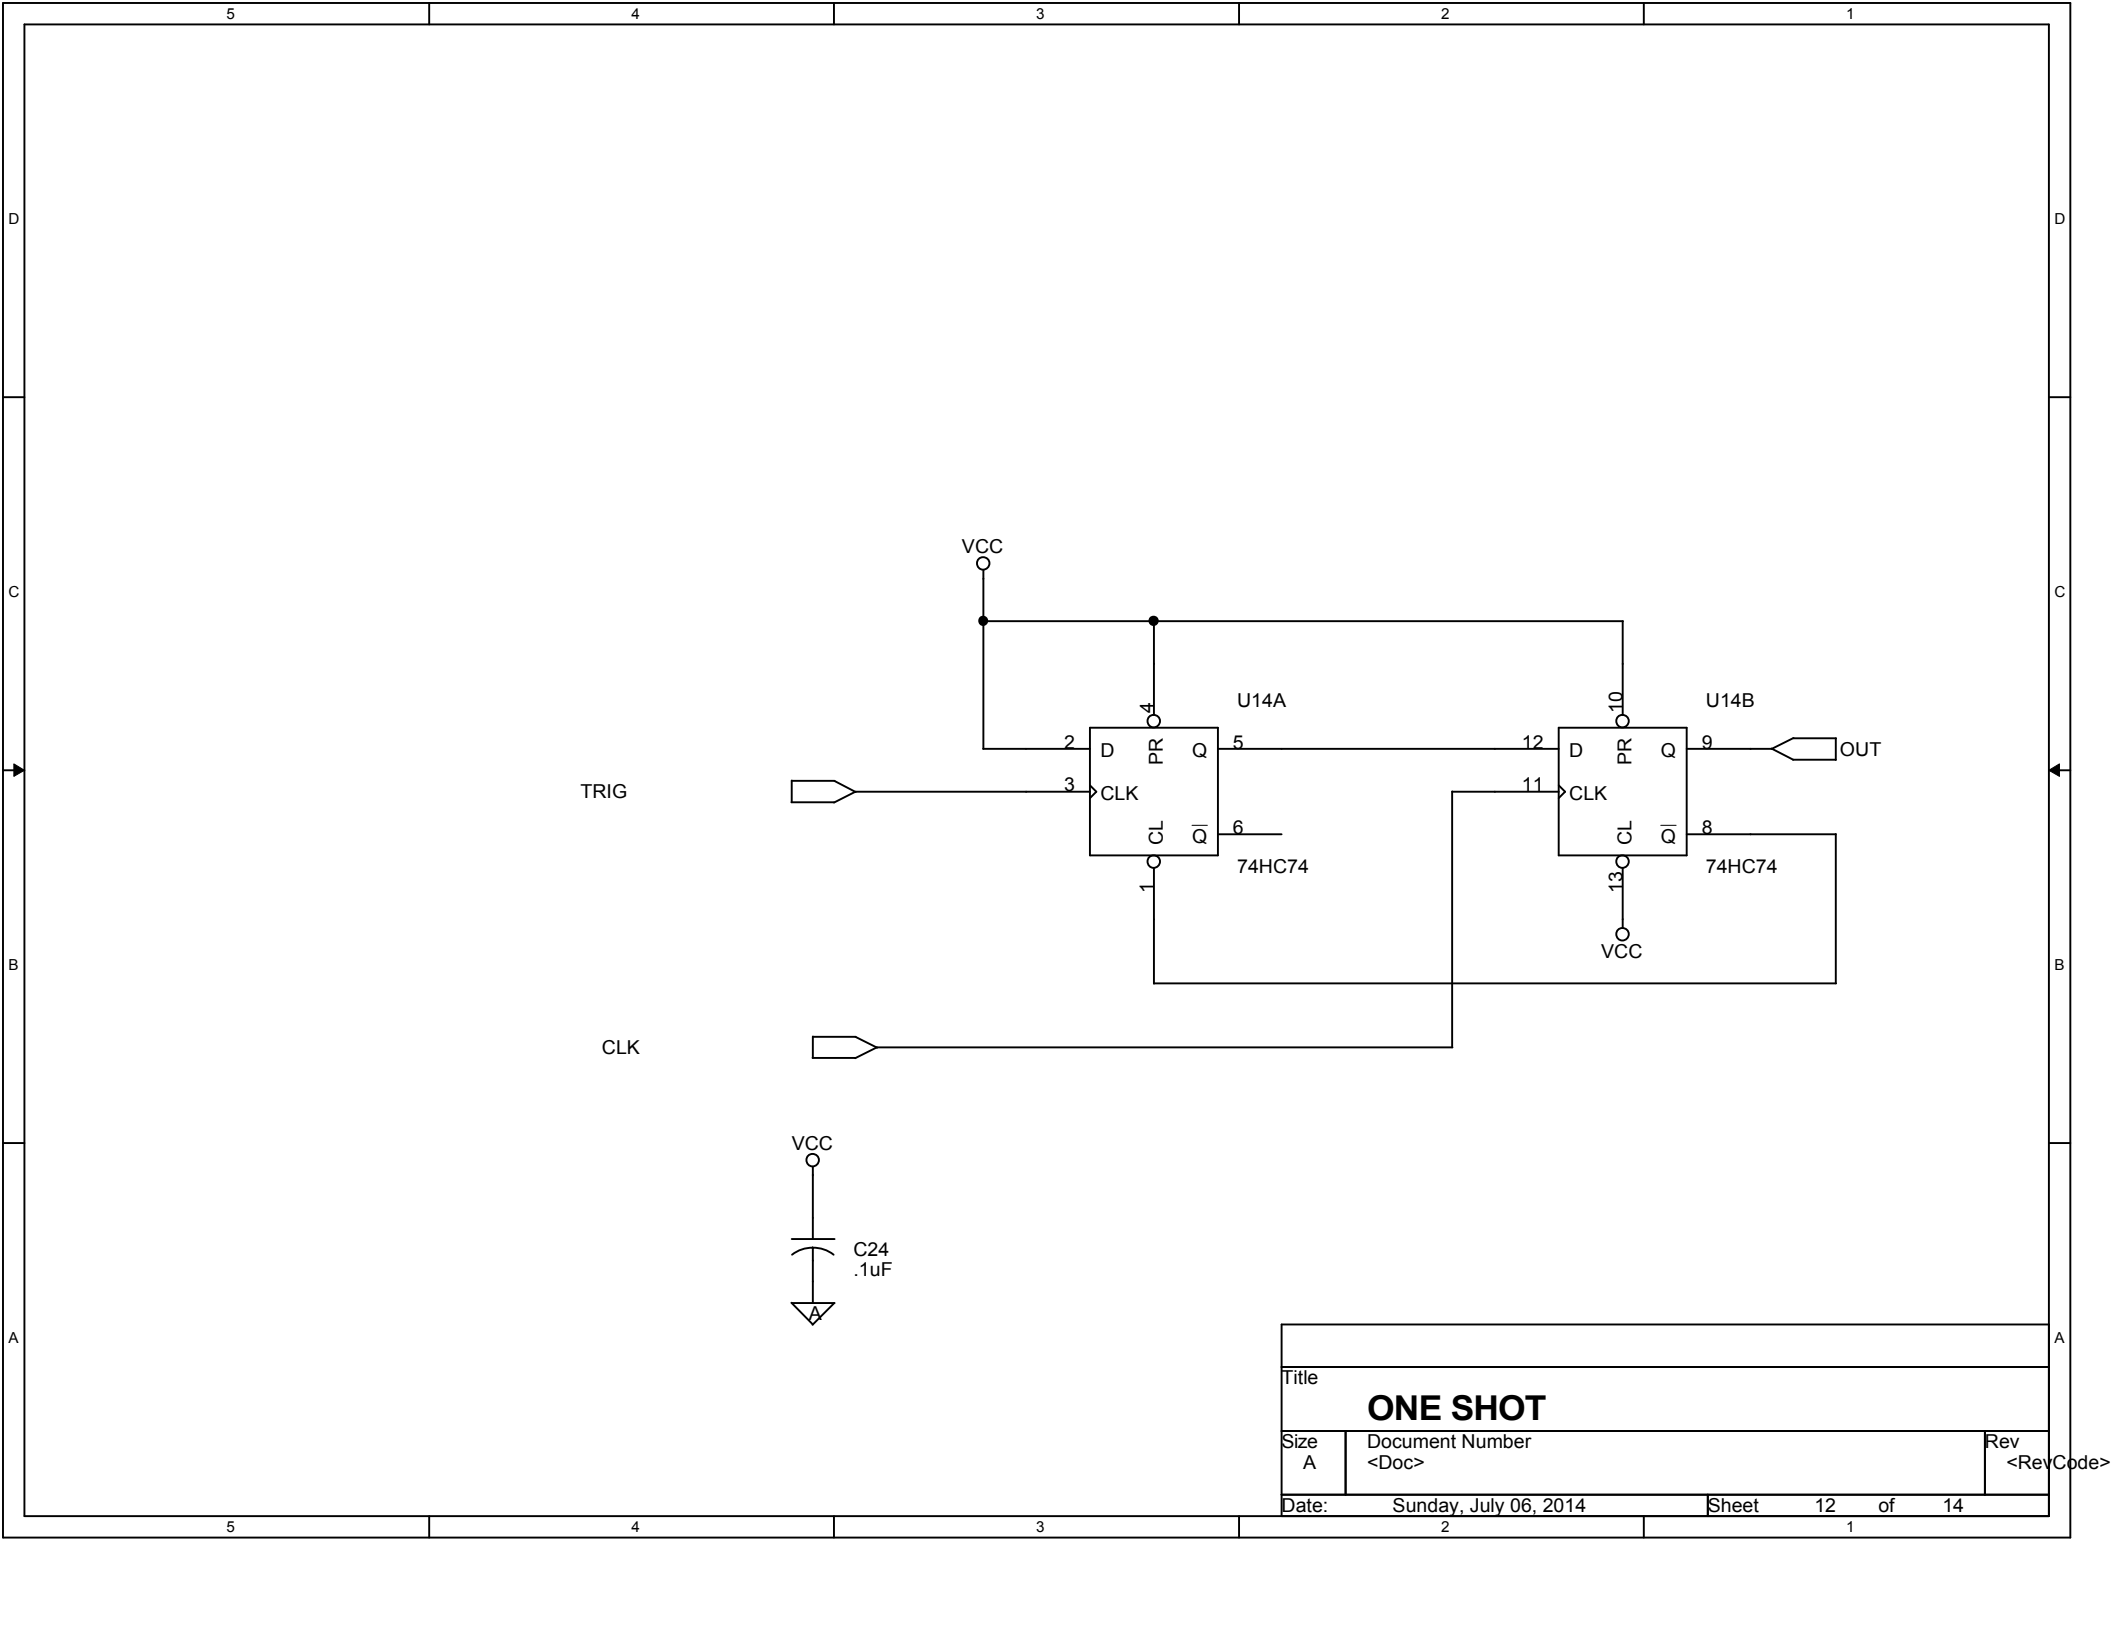 5 4 3 2 1
D D
VCC
C C
4 U14A 10 U14B
2 D PR Q 5 12 D PR Q 9 OUT
TRIG 3 CLK 11 CLK
CL Q 6 CL Q 8
1 74HC74 13 74HC74
VCC
B B
CLK
VCC
C24
.1uF
A
A A
Title
ONE SHOT
Size Document Number Rev
A <Doc> <RevCode>
Date: Sunday, July 06, 2014 Sheet 12 of 14
5 4 3 2 1